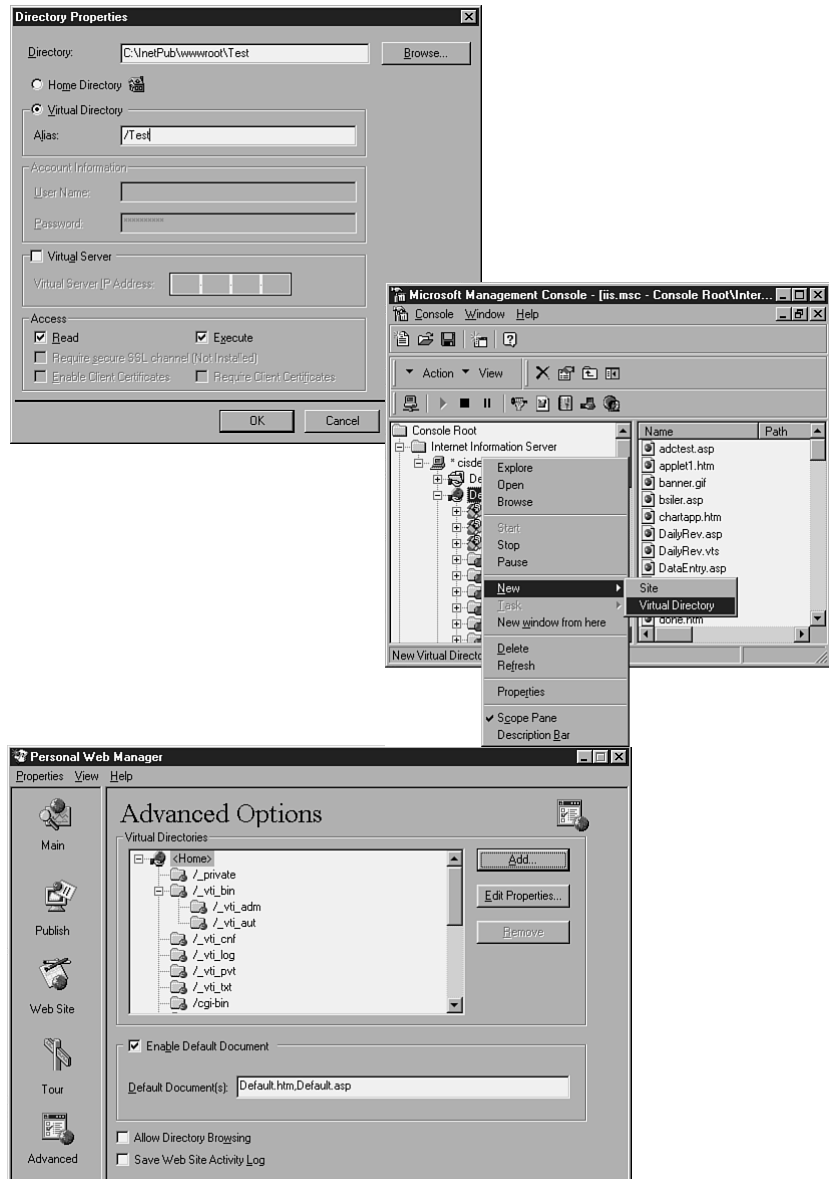 Directory Properties
Directory: C:\InetPub\wwwroot\Test Browse...
Home Directory
Virtual Directory
Alias: /Test
Account Information
User Name:
Password: **********
Virtual Server
Virtual Server IP Address:
Access
Read Execute
Require secure SSL channel (Not Installed)
Enable Client Certificates Require Client Certificates
OK Cancel
Microsoft Management Console - [iis.msc - Console Root\Inter...
Console Window Help
Action View
Console Root
Internet Information Server
* cisde
De
De
Name Path
adctest.asp
applet1.htm
banner.gif
bsiler.asp
chartapp.htm
DailyRev.asp
DailyRev.vts
DataEntry.asp
done.htm
Explore
Open
Browse
Start
Stop
Pause
New
Task
New window from here
Delete
Refresh
Properties
Scope Pane
Description Bar
Site
Virtual Directory
New Virtual Directo
Personal Web Manager
Properties View Help
Main
Publish
Web Site
Tour
Advanced
Advanced Options
Virtual Directories
<Home>
/_private
/_vti_bin
/_vti_adm
/_vti_aut
/_vti_cnf
/_vti_log
/_vti_pvt
/_vti_txt
/cgi-bin
Add...
Edit Properties...
Remove
Enable Default Document
Default Document(s): Default.htm,Default.asp
Allow Directory Browsing
Save Web Site Activity Log